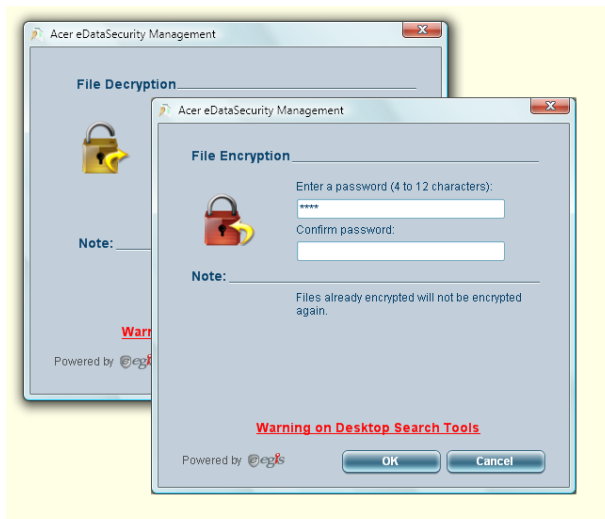 Acer eDataSecurity Management
File Decryption
Note:
Powered by egis
Acer eDataSecurity Management
File Encryption
Enter a password (4 to 12 characters):
****
Confirm password:
Note:
Files already encrypted will not be encrypted
again.
Warning on Desktop Search Tools
Powered by egis
OK
Cancel